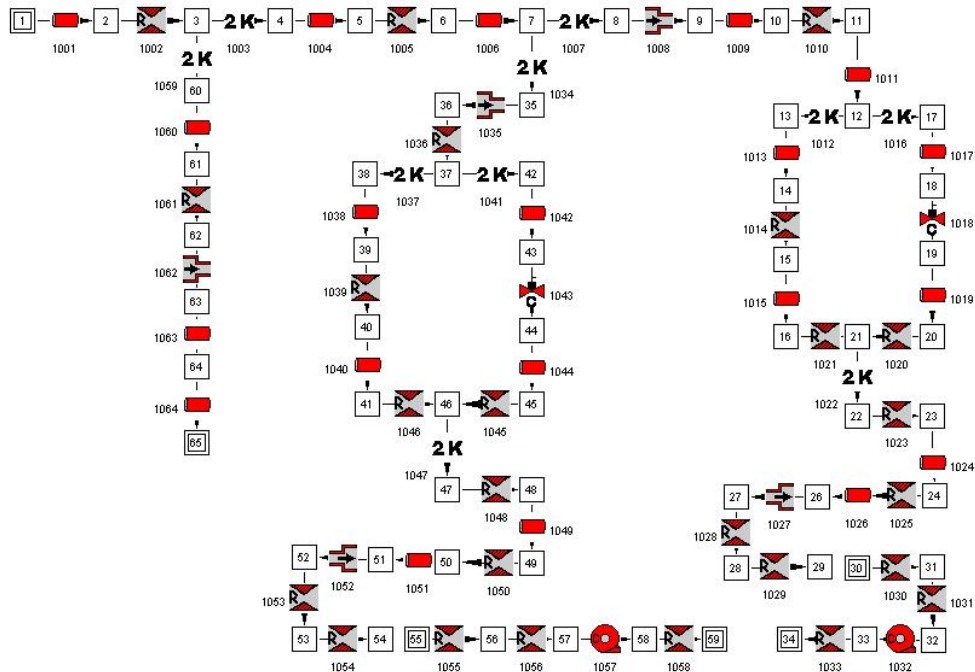 1 2 R 3 2K 4 5 R 6 7 2K 8 9 10 R 11
1001 1002 1003 1004 1005 1006 1007 1008 1009 1010
2K 2K 1011
1059 60 1034
36 35 13 2K 12 2K 17
1060 1036 R 1035 1012 1016
61 38 2K 37 2K 42 1013 1017
1061 R 1037 1041 14 18
1038 1042
62 39 43 1014 R C 1018
1062 15 19
63 1039 R C 1043 1015 1019
1063 40 44 16 R 21 R 20
64 1040 1044 1021 1020
1064 41 R 46 R 45 2K
65 1046 1045 1022 22 R 23
2K 1023
1047 1024
47 R 48 27 26 R 24
1048 1049 1028 R 1027 1026 1025
52 51 50 R 49 28 R 29 30 R 31
1053 R 1052 1051 1050 1029 1030 R 1031
53 R 54 55 R 56 R 57 58 R 59 34 R 33 32
1054 1055 1056 1057 1058 1033 1032